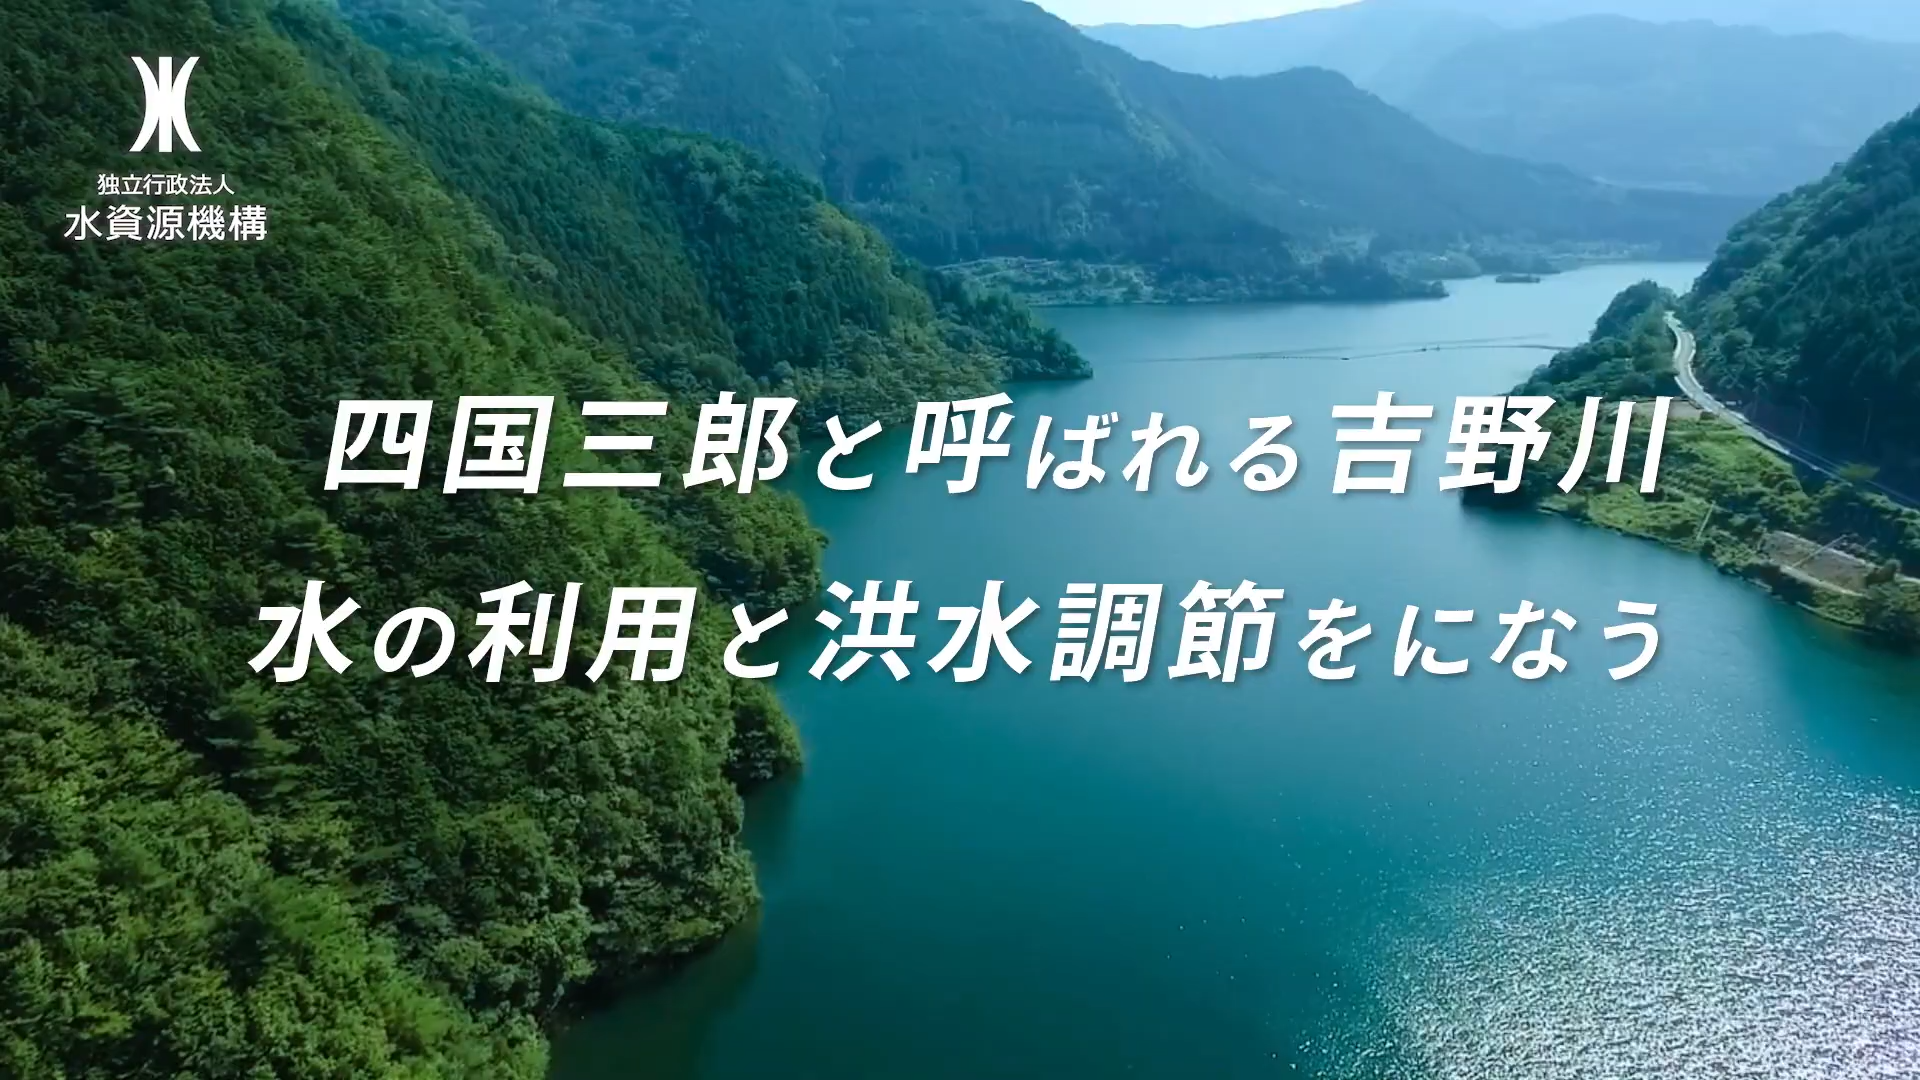 独立行政法人
水資源機構
四国三郎と呼ばれる吉野川
水の利用と洪水調節をになう